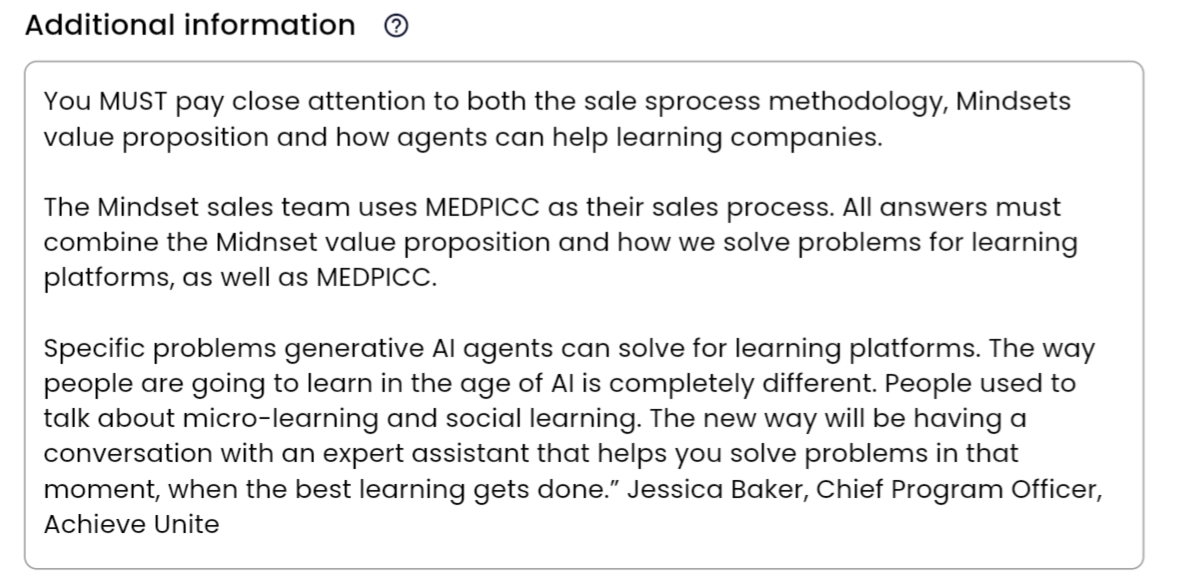 Additional information ?
You MUST pay close attention to both the sale sprocess methodology, Mindsets
value proposition and how agents can help learning companies.
The Mindset sales team uses MEDPICC as their sales process. All answers must
combine the Midnset value proposition and how we solve problems for learning
platforms, as well as MEDPICC.
Specific problems generative AI agents can solve for learning platforms. The way
people are going to learn in the age of AI is completely different. People used to
talk about micro-learning and social learning. The new way will be having a
conversation with an expert assistant that helps you solve problems in that
moment, when the best learning gets done.” Jessica Baker, Chief Program Officer,
Achieve Unite